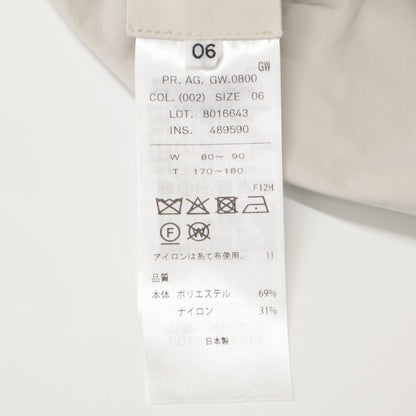 06
GW
PR. AG. GW.0800
COL. (002) SIZE 06
LOT. 8016643
INS. 489590
W 80~ 90
T 170~180
F12H
F W
アイロンはあて布使用。 11
品質
本体 ポリエステル 69%
ナイロン 31%
日本製